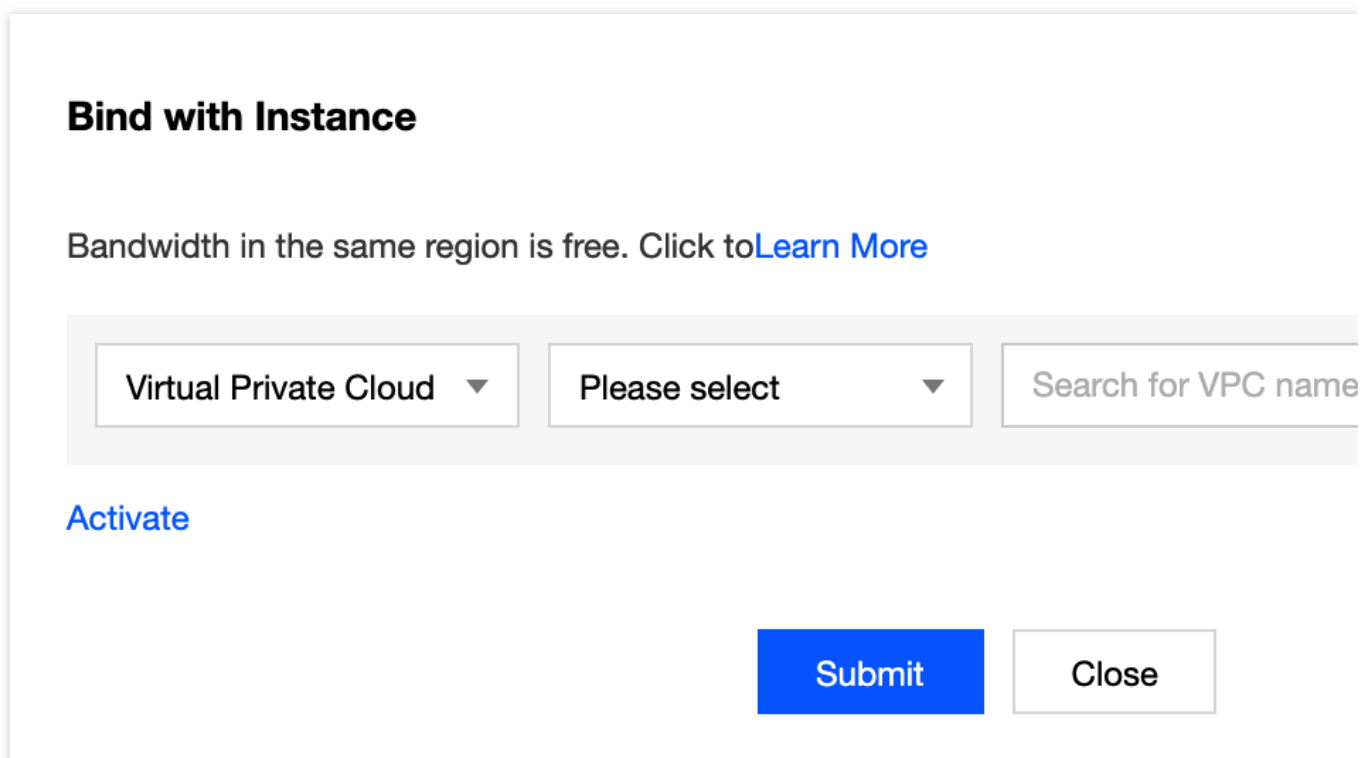 Bind with Instance
Bandwidth in the same region is free. Click toLearn More
Virtual Private Cloud Please select Search for VPC name
Activate
Submit Close